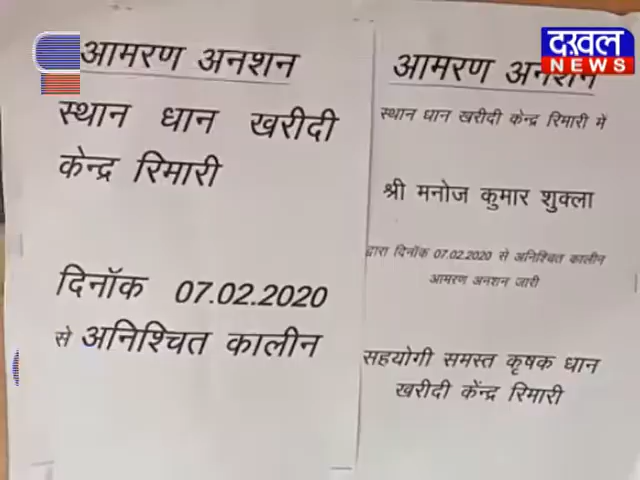 आमरण अनशन
स्थान धान खरीदी
केन्द्र रिमारी
दिनॉक 07.02.2020
से अनिश्चित कालीन
दखल
NEWS
आमरण अनशन
स्थान धान खरीदी केन्द्र रिमारी में
श्री मनोज कुमार शुक्ला
द्वारा दिनॉक 07.02.2020 से अनिश्चित कालीन
आमरण अनशन जारी
सहयोगी समस्त कृषक धान
खरीदी केंन्द्र रिमारी